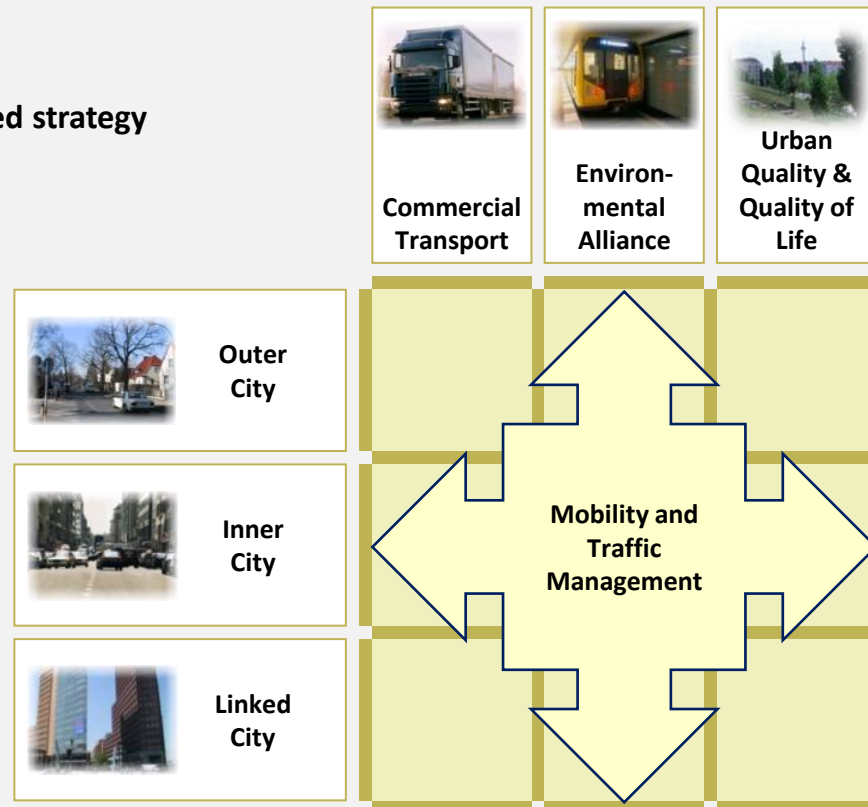 ed strategy
Commercial
Transport
Environ-
mental
Alliance
Urban
Quality &
Quality of
Life
Outer
City
Inner
City
Linked
City
Mobility and
Traffic
Management